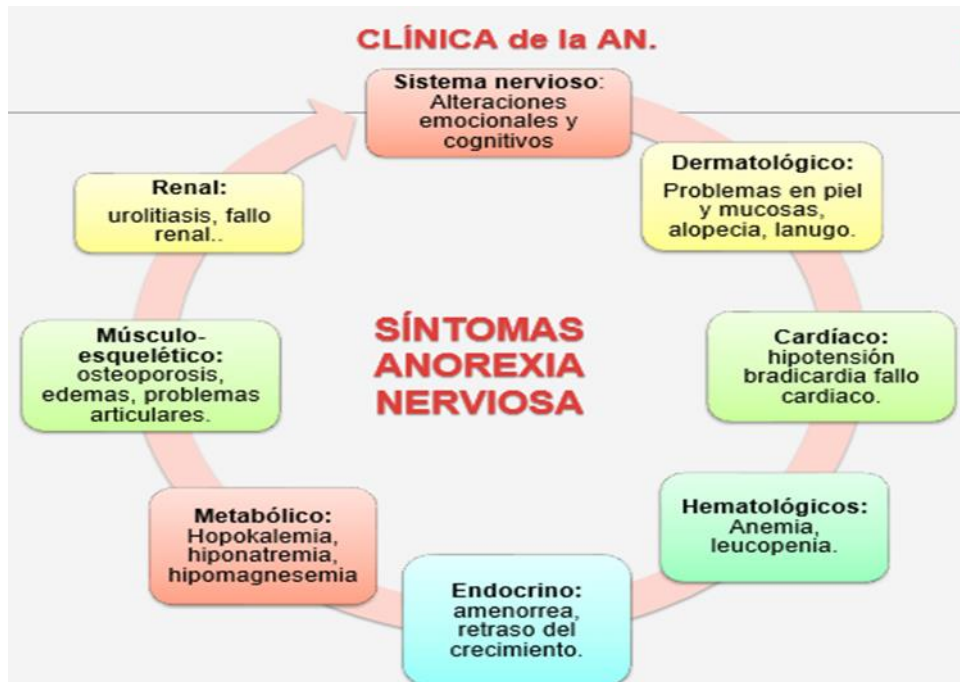 CLÍNICA de la AN.
Sistema nervioso:
Alteraciones
emocionales y
cognitivos
Dermatológico:
Problemas en piel
y mucosas,
alopecia, lanugo.
Cardíaco:
hipotensión
bradicardia fallo
cardiaco.
Hematológicos:
Anemia,
leucopenia.
Endocrino:
amenorrea,
retraso del
crecimiento.
Metabólico:
Hopokalemia,
hiponatremia,
hipomagnesemia
Músculo-
esquelético:
osteoporosis,
edemas, problemas
articulares.
Renal:
urolitiasis, fallo
renal..
SÍNTOMAS
ANOREXIA
NERVIOSA